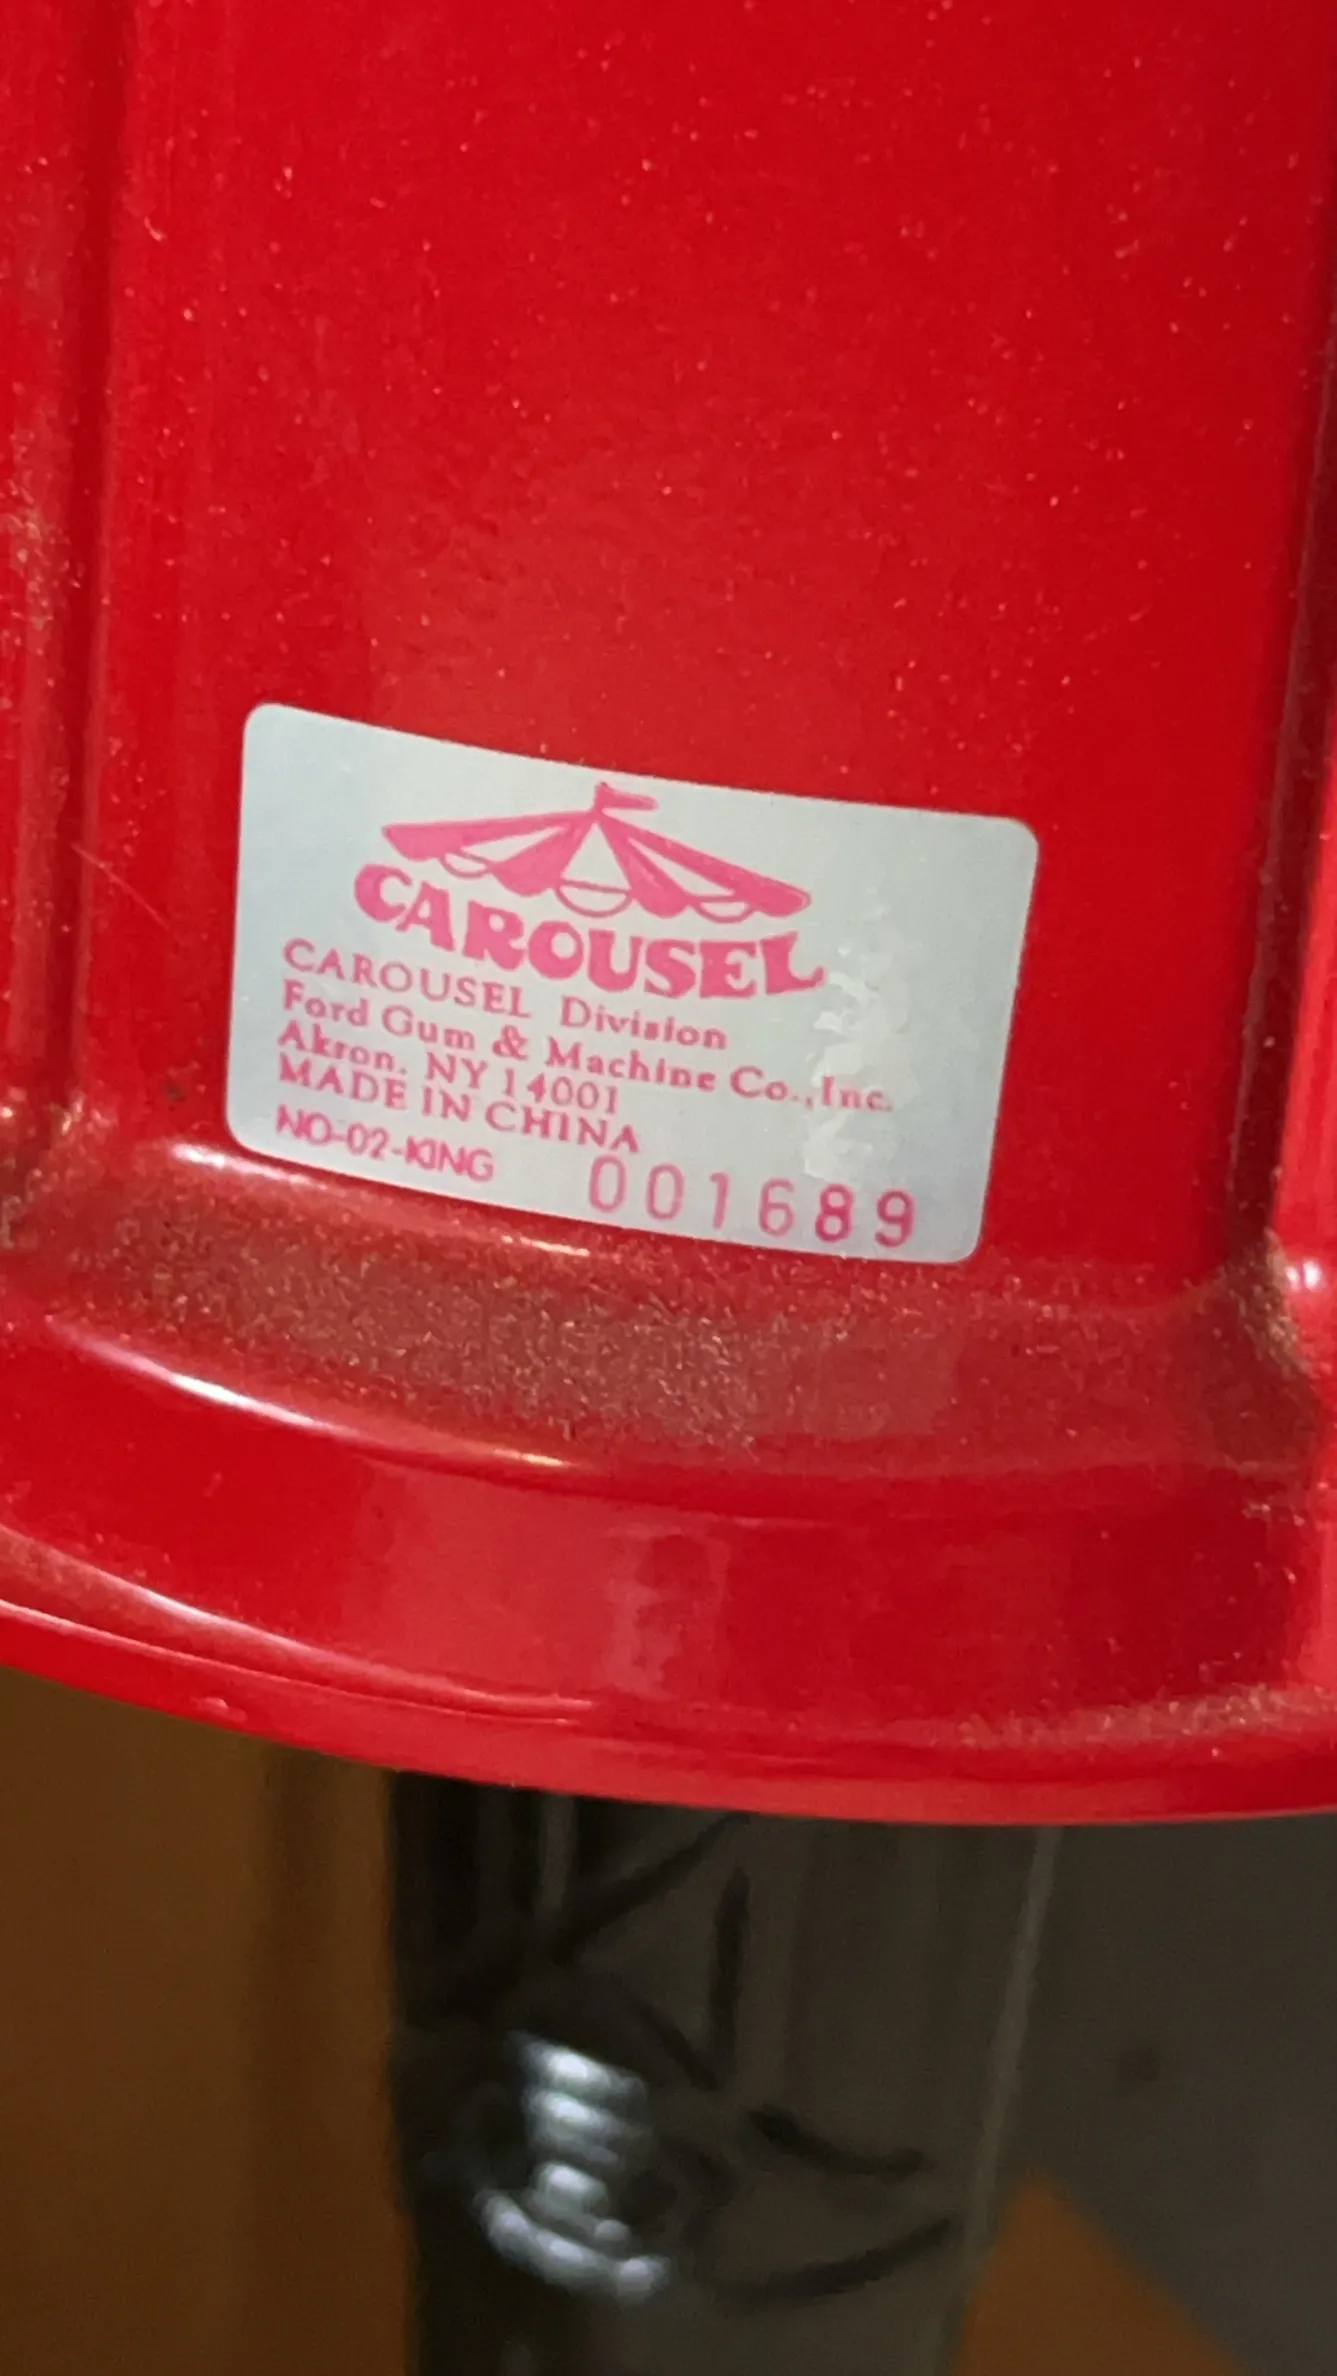 CAROUSEL
CAROUSEL Division
Ford Gum & Machine Co., Inc.
Akron, NY 14001
MADE IN CHINA
NO-02-KING 001689